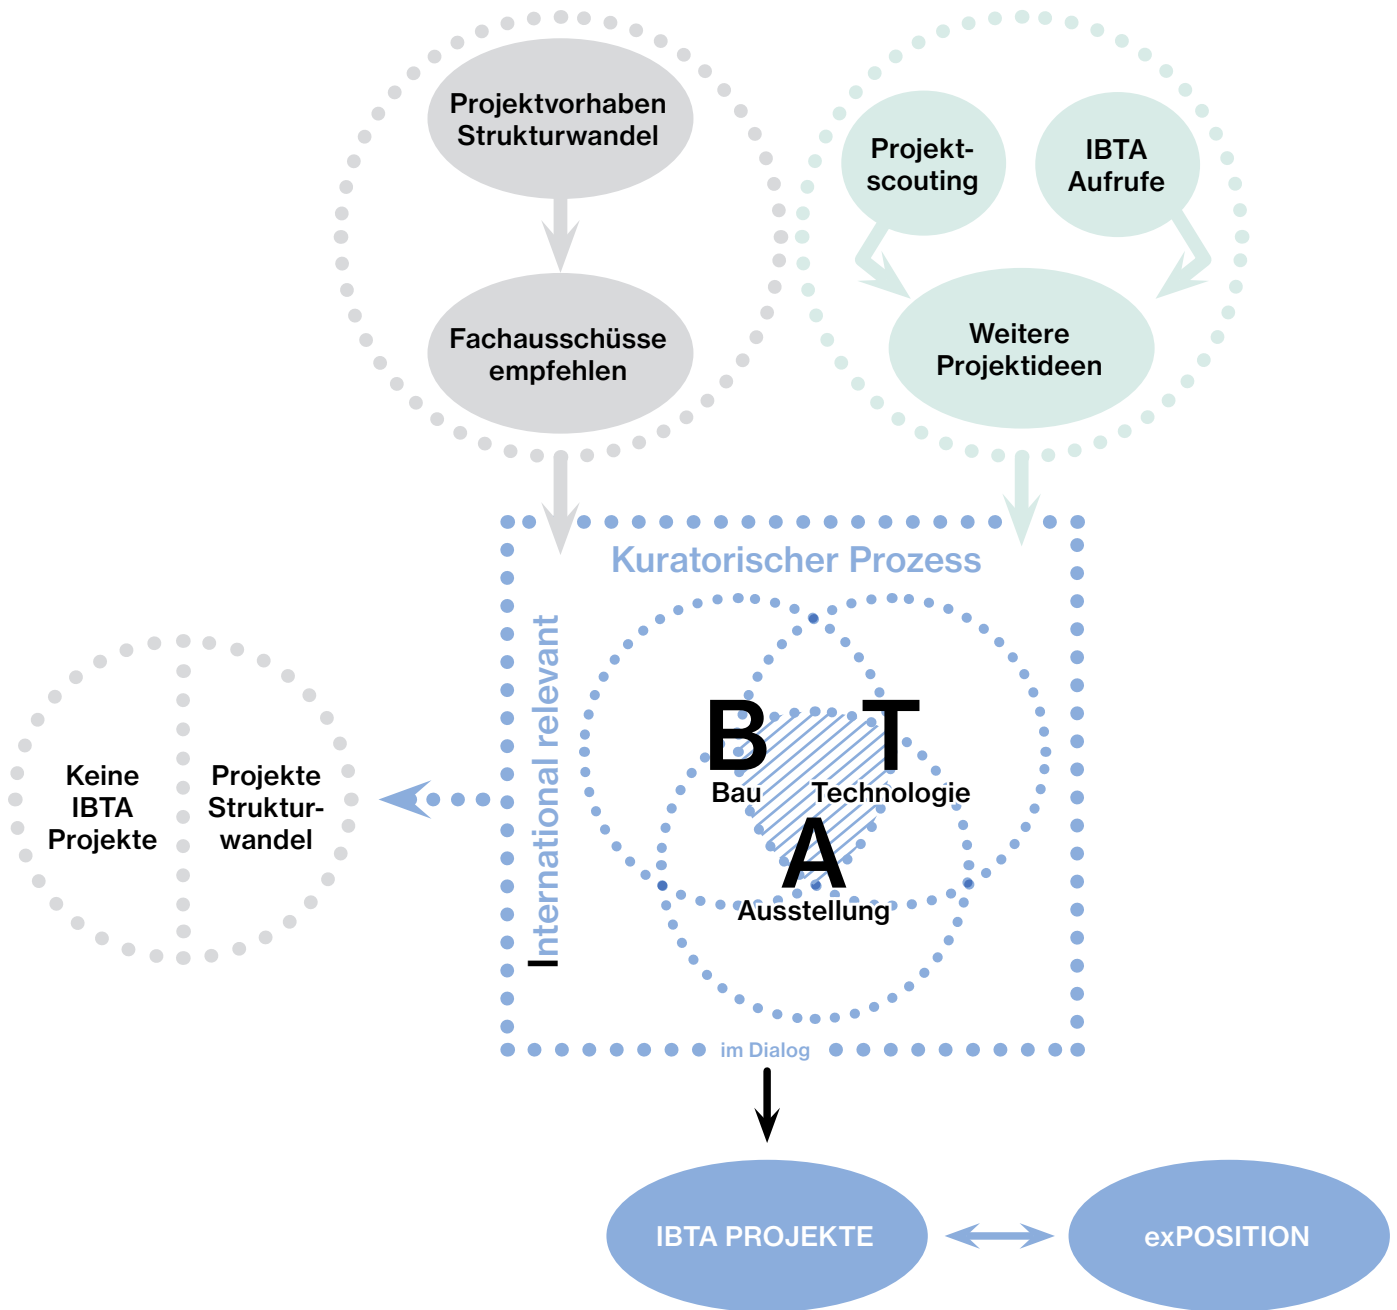 Projektvorhaben
Strukturwandel
Fachausschüsse
empfehlen
Projekt-
scouting
IBTA
Aufrufe
Weitere
Projektideen
Kuratorischer Prozess
International relevant
B
Bau
T
Technologie
A
Ausstellung
im Dialog
Keine
IBTA
Projekte
Projekte
Struktur-
wandel
IBTA PROJEKTE
exPOSITION